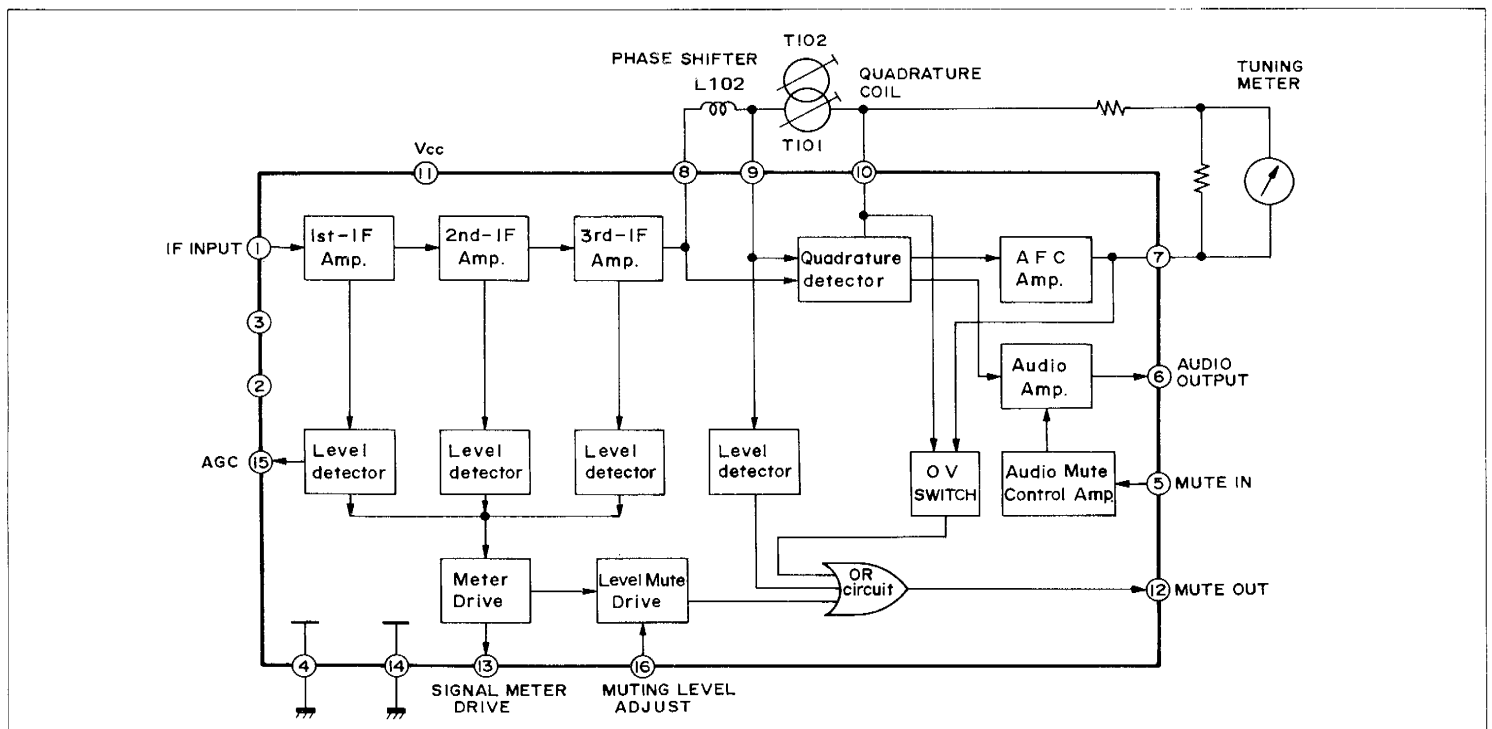 T102
PHASE SHIFTER
L102
QUADRATURE
COIL
TUNING
METER
T101
Vcc
11
8
9
10
IF INPUT
1
1st-IF
Amp.
2nd-IF
Amp.
3rd-IF
Amp.
Quadrature
detector
AFC
Amp.
7
3
2
Audio
Amp.
6
AUDIO
OUTPUT
AGC
15
Level
detector
Level
detector
Level
detector
Level
detector
OV
SWITCH
Audio Mute
Control Amp.
5
MUTE IN
Meter
Drive
Level Mute
Drive
OR
circuit
12
MUTE OUT
4
14
13
16
SIGNAL METER
DRIVE
MUTING LEVEL
ADJUST